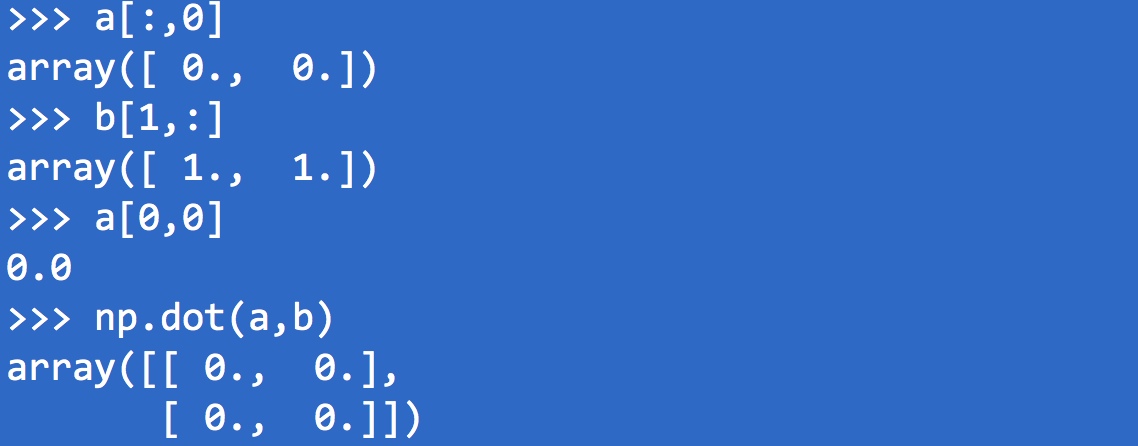 >>> a[:,0]
array([ 0.,  0.])
>>> b[1,:]
array([ 1.,  1.])
>>> a[0,0]
0.0
>>> np.dot(a,b)
array([[ 0.,  0.],
       [ 0.,  0.]])